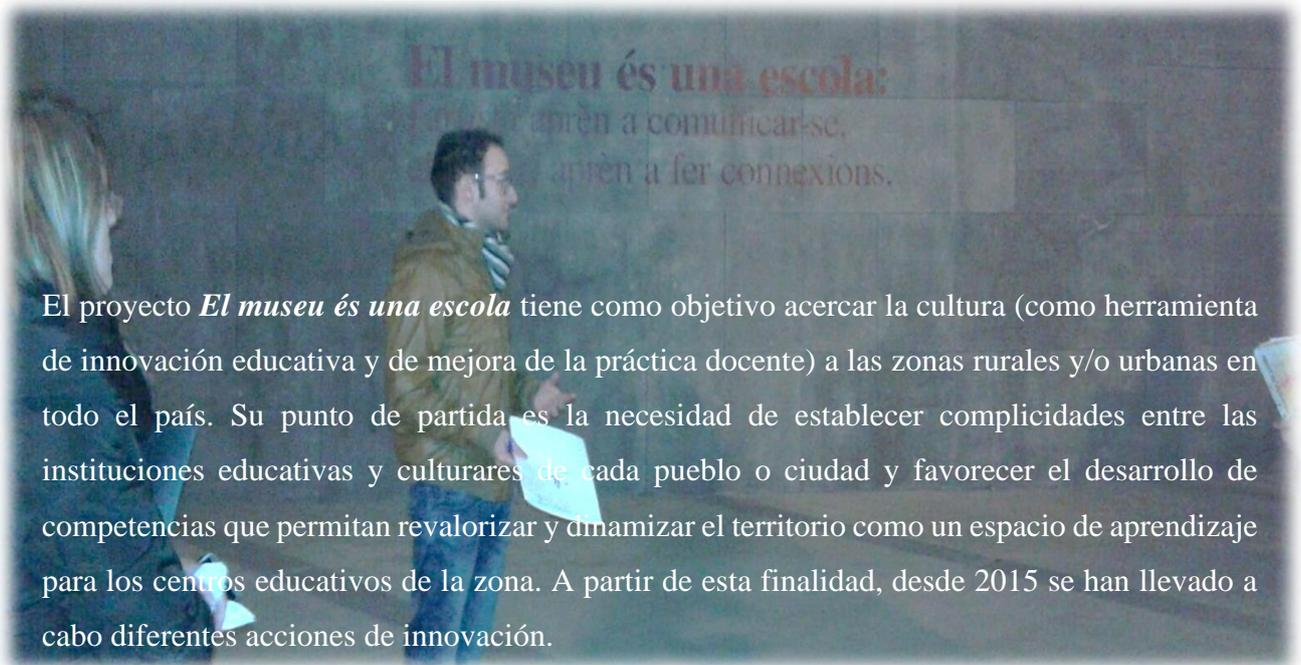 El museu és una escola:
aprèn a comunicar-se,
aprèn a fer connexions.
El proyecto El museu és una escola tiene como objetivo acercar la cultura (como herramienta
de innovación educativa y de mejora de la práctica docente) a las zonas rurales y/o urbanas en
todo el país. Su punto de partida es la necesidad de establecer complicidades entre las
instituciones educativas y culturares de cada pueblo o ciudad y favorecer el desarrollo de
competencias que permitan revalorizar y dinamizar el territorio como un espacio de aprendizaje
para los centros educativos de la zona. A partir de esta finalidad, desde 2015 se han llevado a
cabo diferentes acciones de innovación.